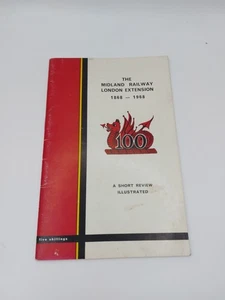 THE
MIDLAND RAILWAY
LONDON EXTENSION
1868 — 1968
100
A SHORT REVIEW
ILLUSTRATED
five shillings